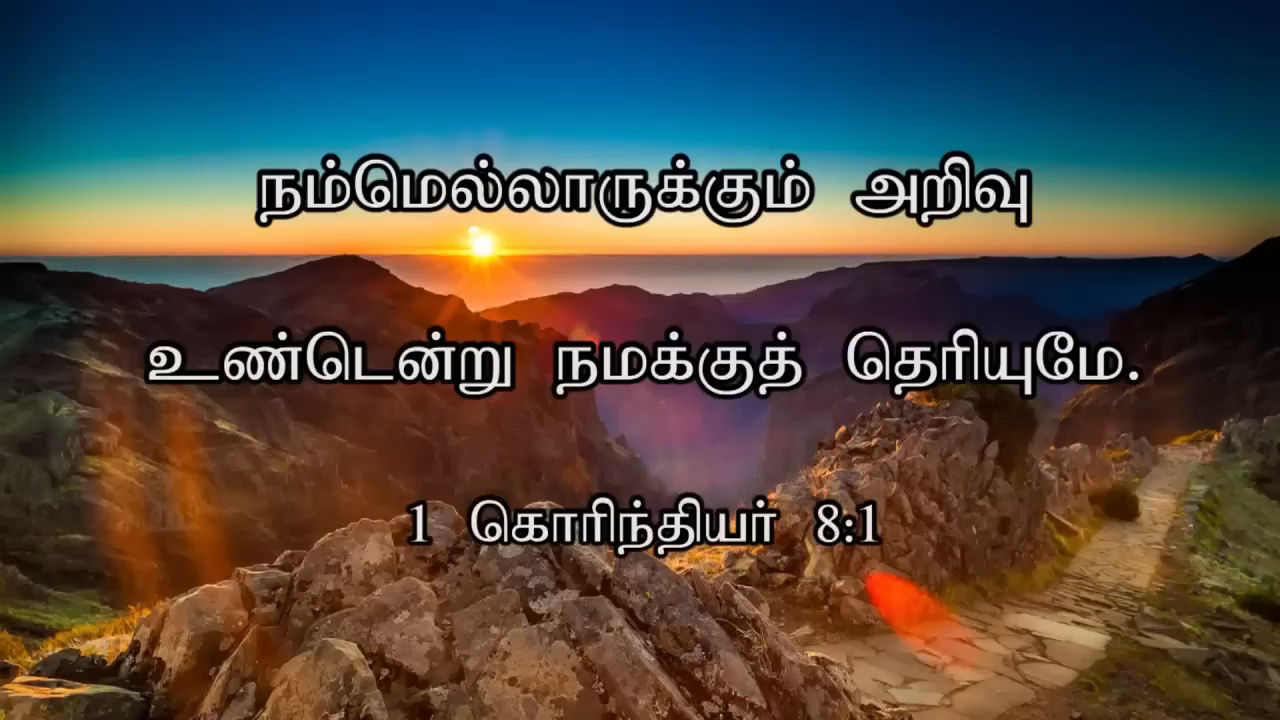 நம்மெல்லாருக்கும் அறிவு
உண்டென்று நமக்குத் தெரியுமே.
1 கொரிந்தியர் 8:1